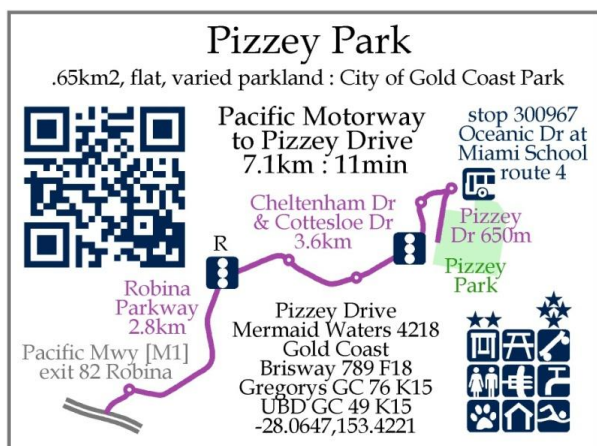 Pizzey Park
.65km2, flat, varied parkland : City of Gold Coast Park
Pacific Motorway
to Pizzey Drive
7.1km : 11min
stop 300967
Oceanic Dr at
Miami School
route 4
Cheltenham Dr
& Cottesloe Dr
3.6km
Pizzey
Dr 650m
Pizzey
Park
R
Robina
Parkway
2.8km
Pacific Mwy [M1]
exit 82 Robina
Pizzey Drive
Mermaid Waters 4218
Gold Coast
Brisway 789 F18
Gregorys GC 76 K15
UBD GC 49 K15
-28.0647,153.4221